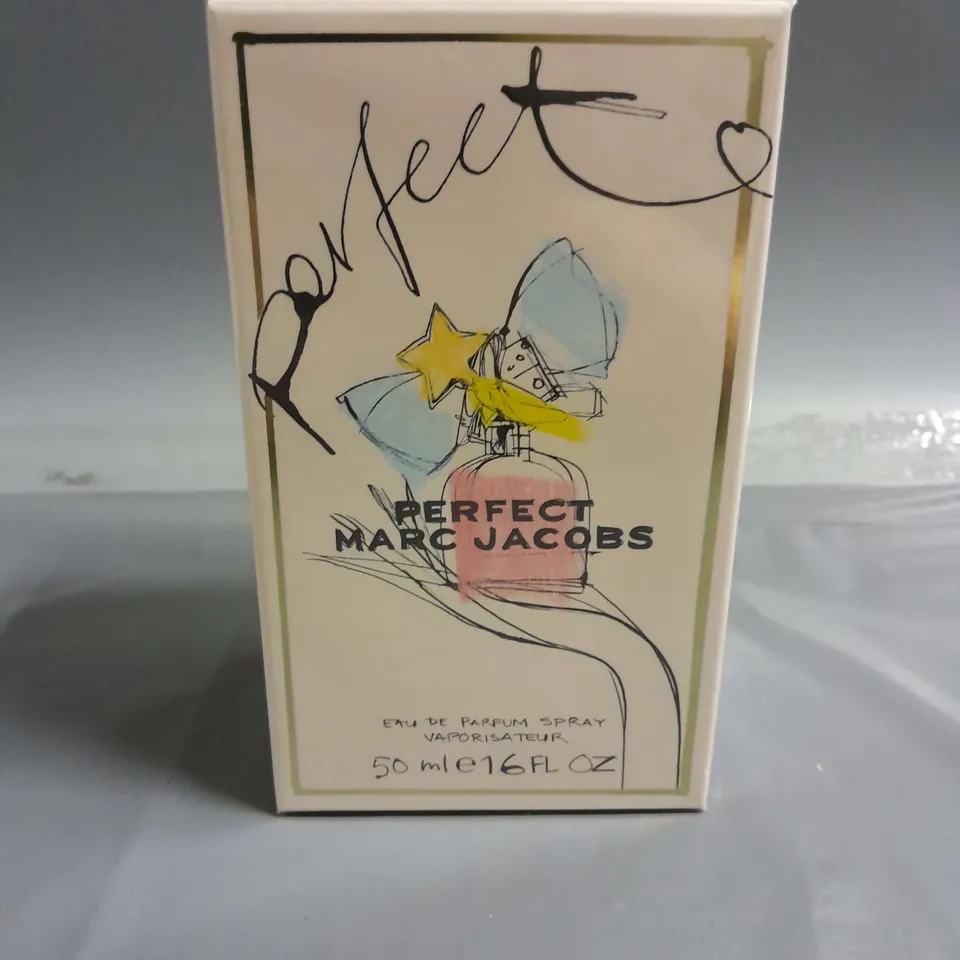 Perfect
PERFECT
MARC JACOBS
EAU DE PARFUM SPRAY
VAPORISATEUR
50 ml e 1 6 FL OZ